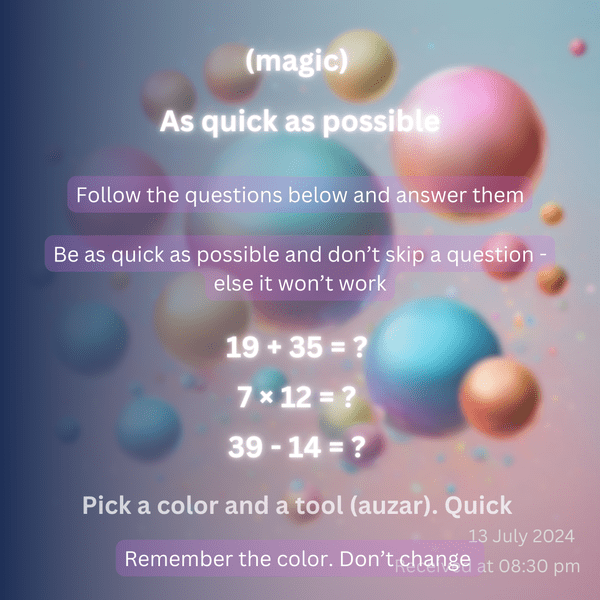 (magic)
As quick as possible
Follow the questions below and answer them
Be as quick as possible and don't skip a question -
else it won't work
19 + 35 = ?
7 × 12 = ?
39 - 14 = ?
Pick a color and a tool (auzar). Quick
13 July 2024
Remember the color. Don't change
Received at 08:30 pm